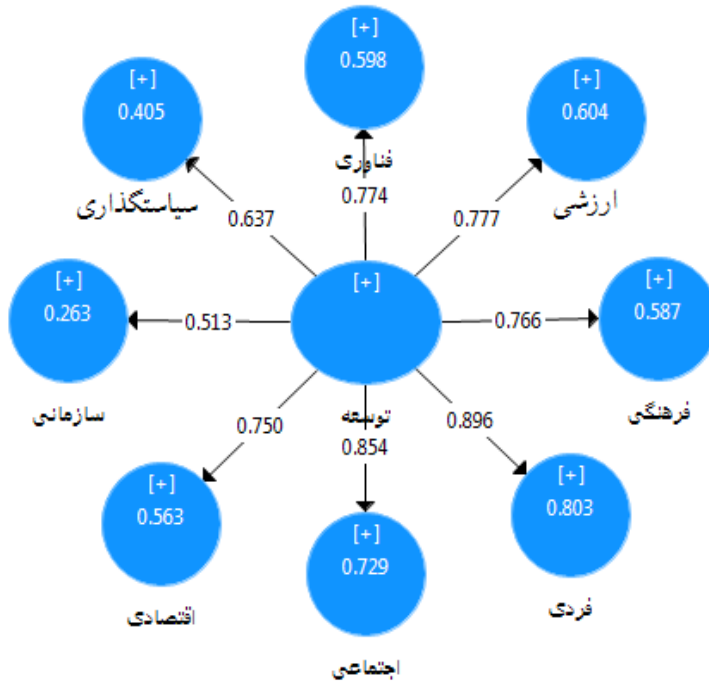 [+]
0.598
فناوری
0.774
[+]
0.405
سیاستگذاری
0.637
[+]
0.604
ارزشی
0.777
[+]
0.263
سازمانی
0.513
[+]
توسعه
[+]
0.587
فرهنگی
0.766
0.750
[+]
0.563
اقتصادی
0.854
[+]
0.729
اجتماعی
0.896
[+]
0.803
فردی